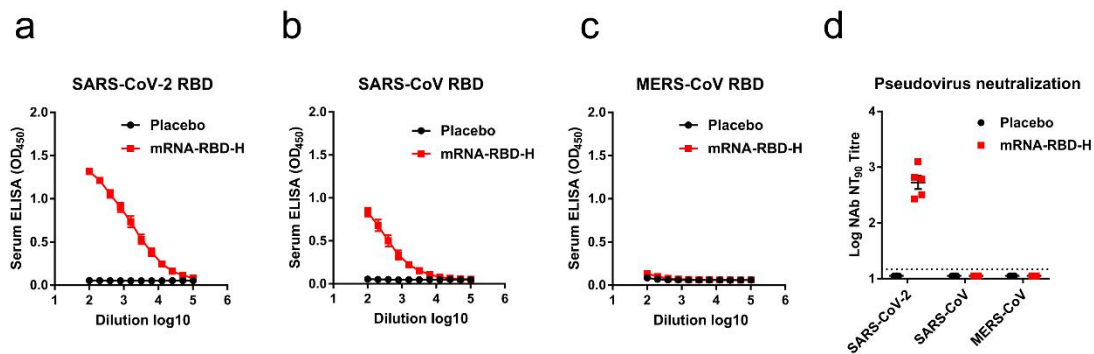 a
SARS-CoV-2 RBD
Serum ELISA (OD450)
2.0
1.5
1.0
0.5
0.0
Placebo
mRNA-RBD-H
1 2 3 4 5 6
Dilution log10
b
SARS-CoV RBD
Serum ELISA (OD450)
2.0
1.5
1.0
0.5
0.0
Placebo
mRNA-RBD-H
1 2 3 4 5 6
Dilution log10
c
MERS-CoV RBD
Serum ELISA (OD450)
2.0
1.5
1.0
0.5
0.0
Placebo
mRNA-RBD-H
1 2 3 4 5 6
Dilution log10
d
Pseudovirus neutralization
Log NAb NT90 Titre
4
3
2
1
Placebo
mRNA-RBD-H
SARS-CoV-2
SARS-CoV
MERS-CoV